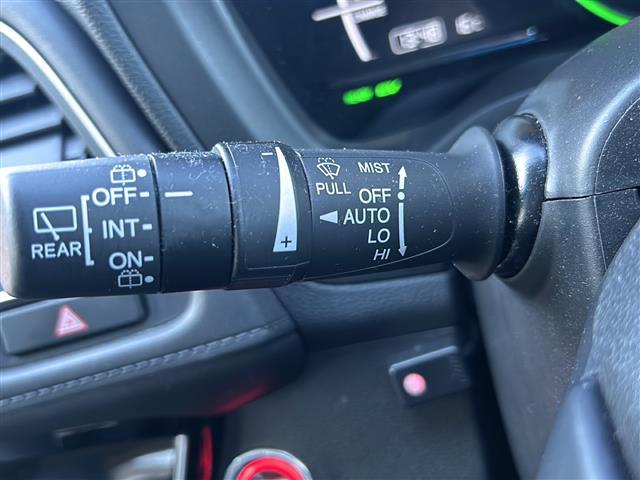 OFF
INT
ON
REAR
-
+
PULL
MIST
OFF
AUTO
LO
HI